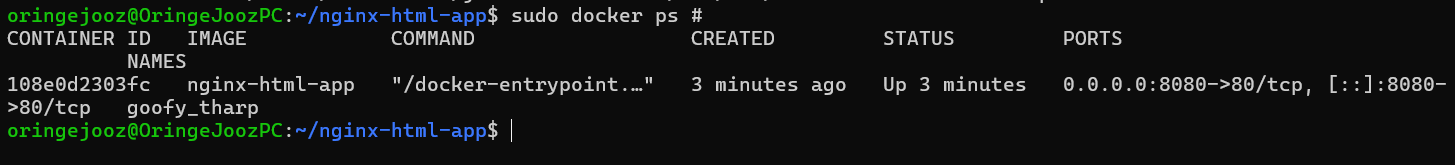 oringejooz@OringeJoozPC:~/nginx-html-app$ sudo docker ps #
CONTAINER ID   IMAGE            COMMAND                  CREATED         STATUS         PORTS
          NAMES
108e0d2303fc   nginx-html-app   "/docker-entrypoint.…"   3 minutes ago   Up 3 minutes   0.0.0.0:8080->80/tcp, [::]:8080-
>80/tcp   goofy_tharp
oringejooz@OringeJoozPC:~/nginx-html-app$